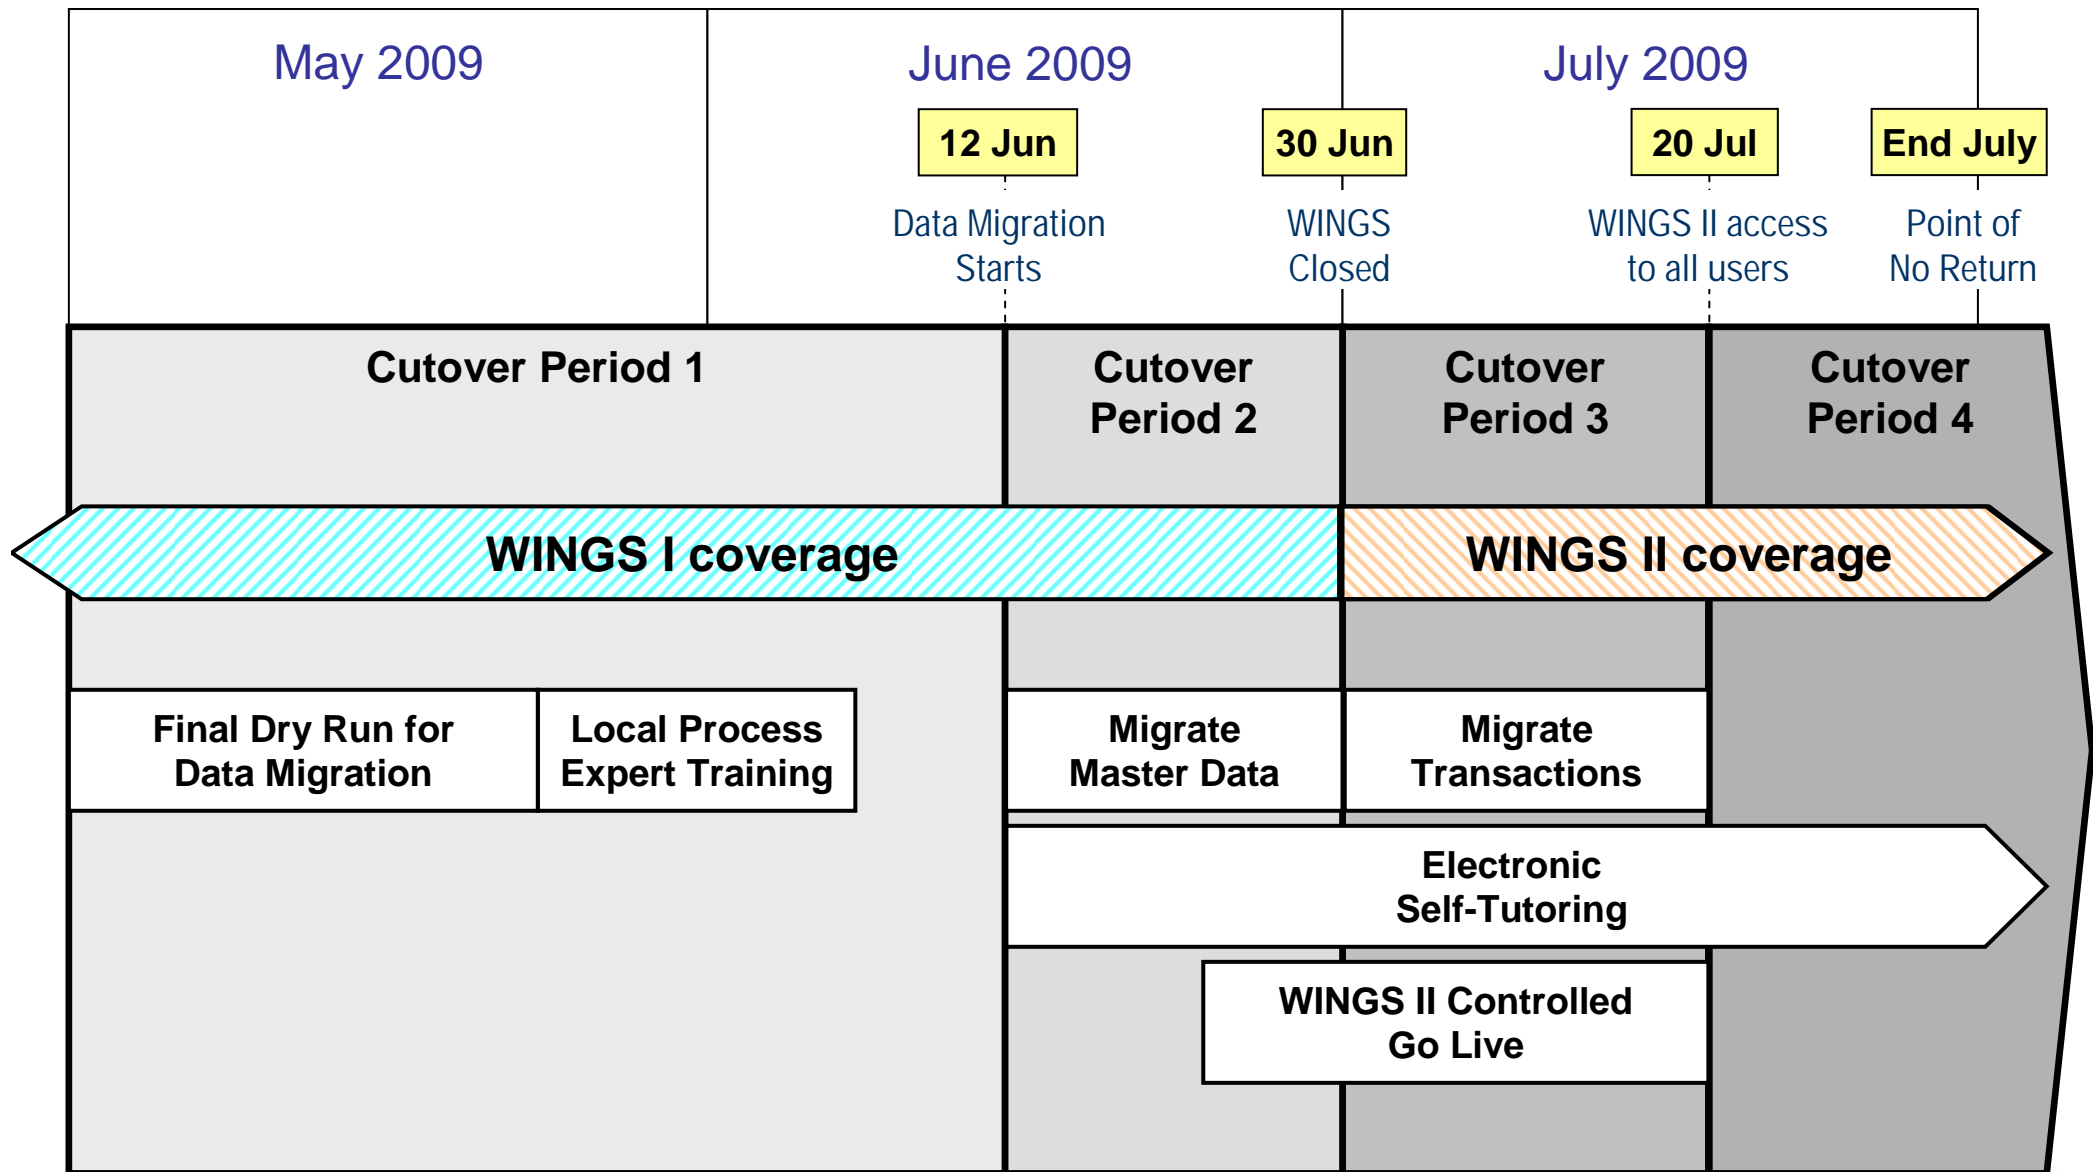 May 2009
June 2009
July 2009
12 Jun
30 Jun
20 Jul
End July
Data Migration
Starts
WINGS
Closed
WINGS II access
to all users
Point of
No Return
Cutover Period 1
Cutover
Period 2
Cutover
Period 3
Cutover
Period 4
WINGS I coverage
WINGS II coverage
Final Dry Run for
Data Migration
Local Process
Expert Training
Migrate
Master Data
Migrate
Transactions
Electronic
Self-Tutoring
WINGS II Controlled
Go Live